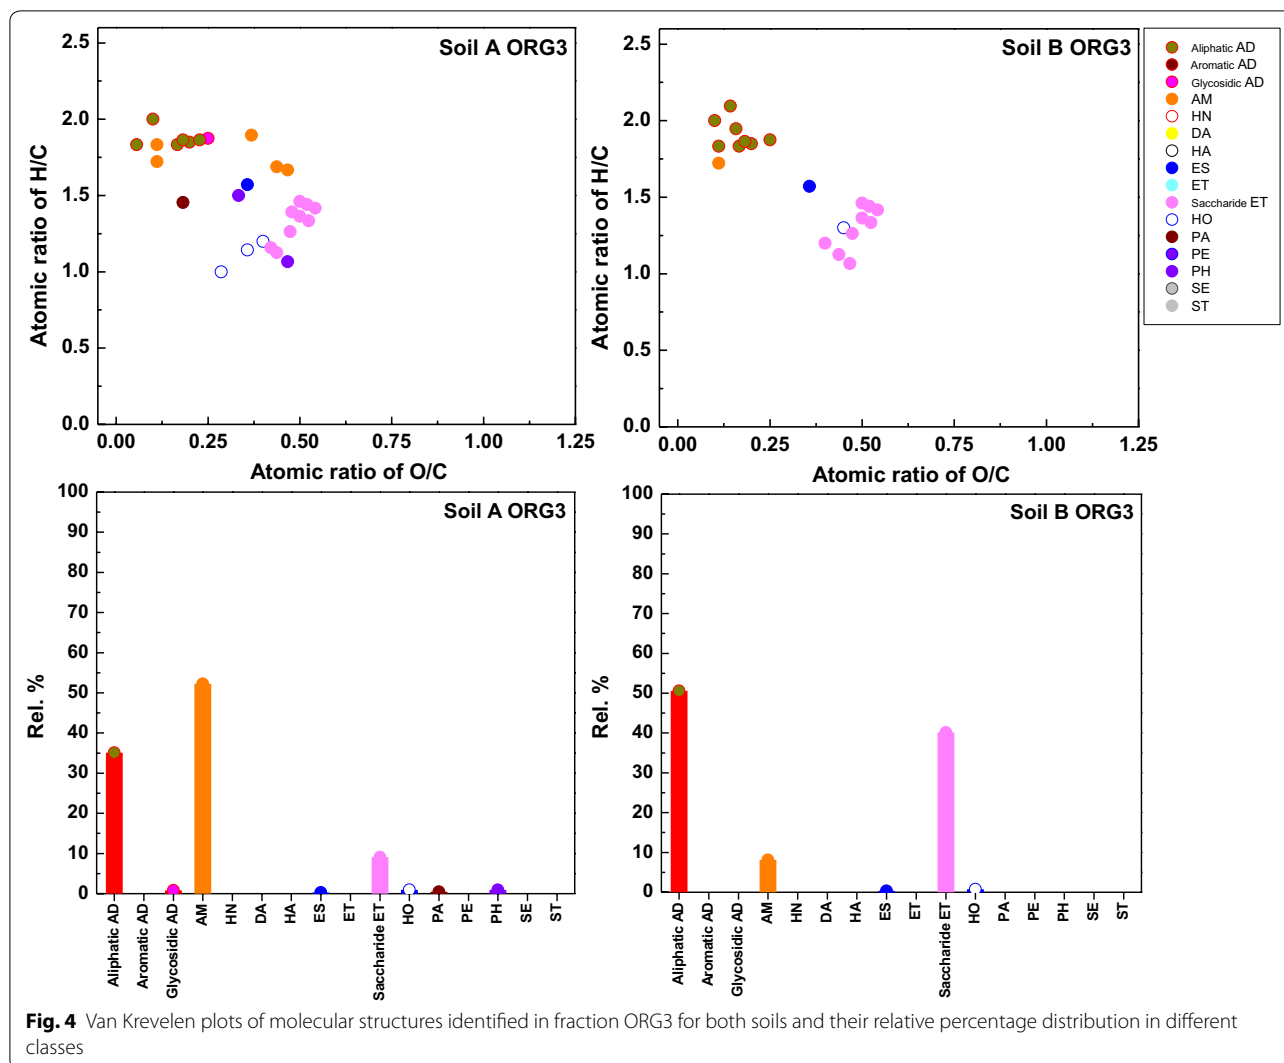 Soil A ORG3
2.5
2.0
1.5
1.0
0.5
0.0
Atomic ratio of H/C
0.00 0.25 0.50 0.75 1.00 1.25
Atomic ratio of O/C
Soil B ORG3
2.5
2.0
1.5
1.0
0.5
0.0
Atomic ratio of H/C
0.00 0.25 0.50 0.75 1.00 1.25
Atomic ratio of O/C
Aliphatic AD
Aromatic AD
Glycosidic AD
AM
HN
DA
HA
ES
ET
Saccharide ET
HO
PA
PE
PH
SE
ST
Soil A ORG3
100
90
80
70
60
50
40
30
20
10
0
Rel. %
Aliphatic AD
Aromatic AD
Glycosidic AD
AM
HN
DA
HA
ES
ET
Saccharide ET
HO
PA
PE
PH
SE
ST
Soil B ORG3
100
90
80
70
60
50
40
30
20
10
0
Rel. %
Aliphatic AD
Aromatic AD
Glycosidic AD
AM
HN
DA
HA
ES
ET
Saccharide ET
HO
PA
PE
PH
SE
ST
Fig. 4 Van Krevelen plots of molecular structures identified in fraction ORG3 for both soils and their relative percentage distribution in different
classes